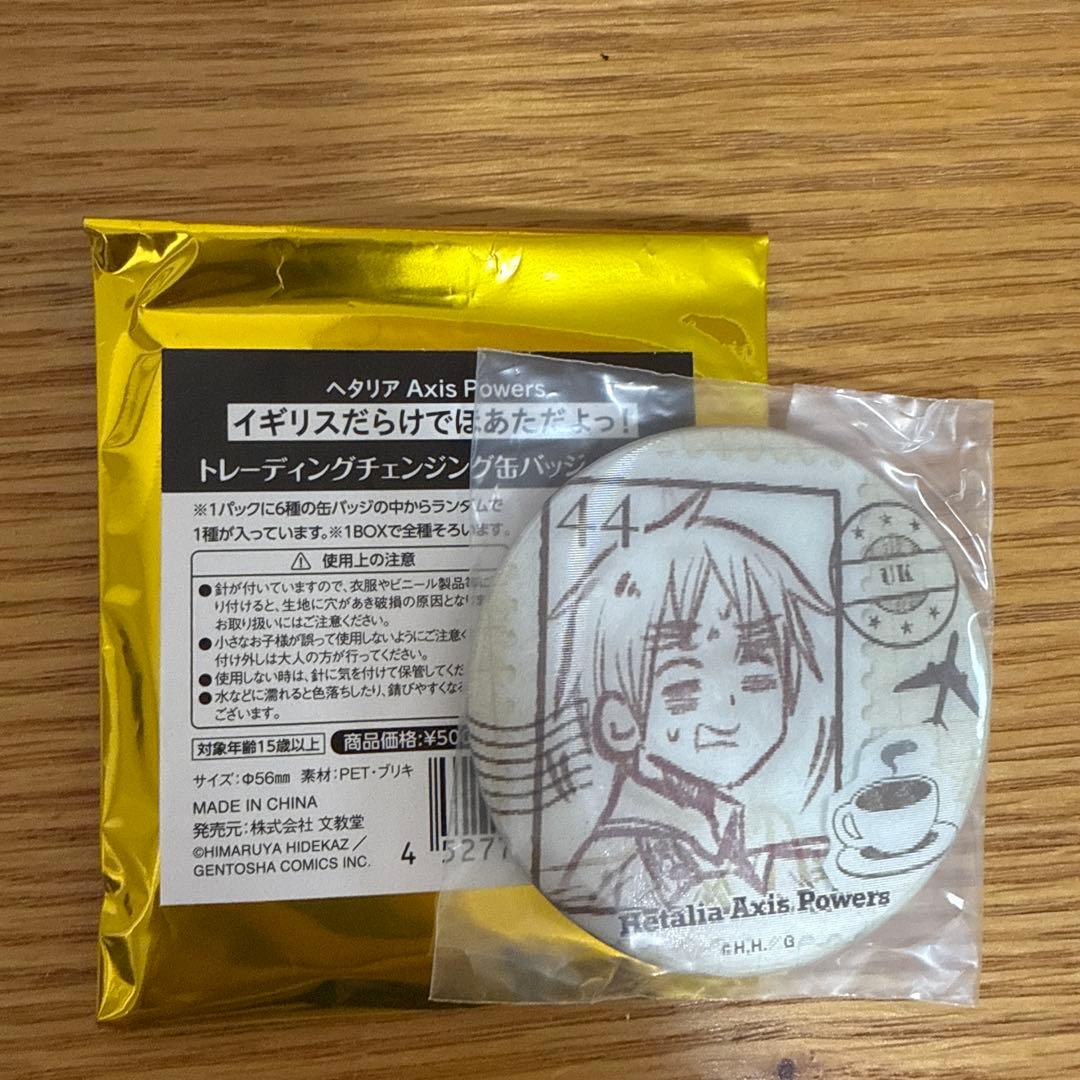 ヘタリア Axis Powers
イギリスだらけでほあただよっ!
トレーディングチェンジング缶バッジ
※1パックに6種の缶バッジの中からランダムで
1種が入っています。※1BOXで全種そろいます。
⚠ 使用上の注意
●針が付いていますので、衣服やビニール製品等に
り付けると、生地に穴があき破損の原因となりま
お取り扱いにはご注意ください。
●小さなお子様が誤って使用しないようにご注意く
付け外しは大人の方が行ってください。
●使用しない時は、針に気を付けて保管してくだ
●水などに濡れると色落ちしたり、錆びやすくなる
ございます。
対象年齢15歳以上 商品価格:¥500
サイズ:Φ56㎜ 素材:PET・ブリキ
MADE IN CHINA
発売元:株式会社 文教堂
©HIMARUYA HIDEKAZ/
GENTOSHA COMICS INC.
4 5277
44
UK
Hetalia Axis Powers
©H.H./G